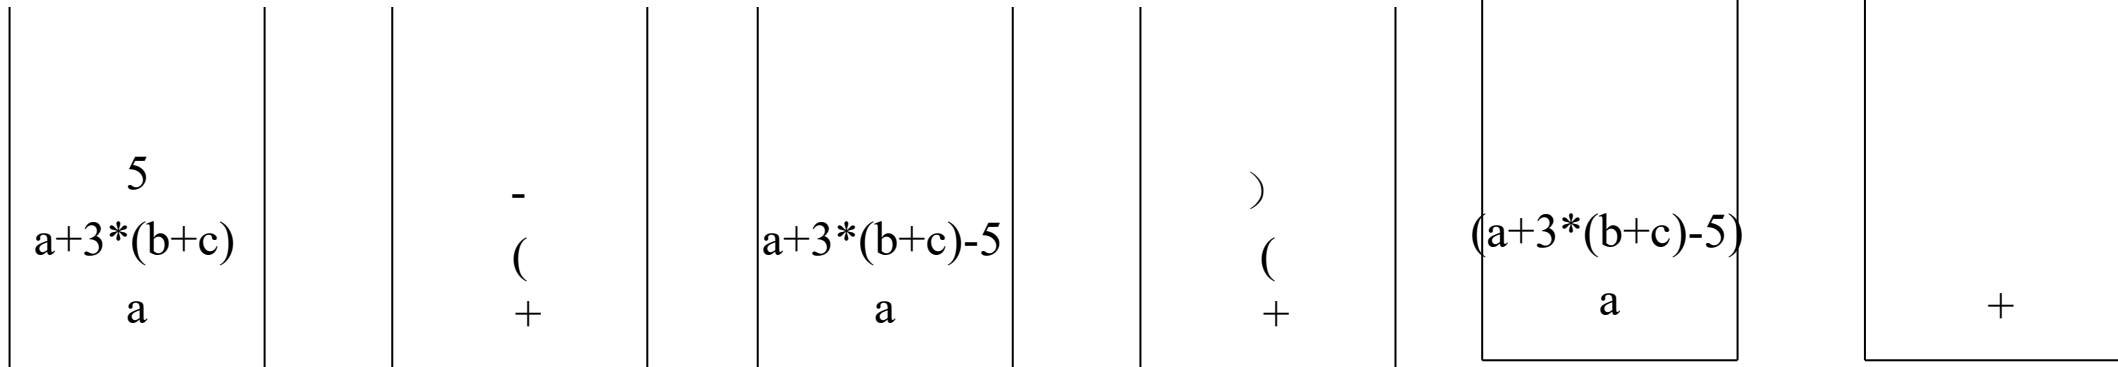 5
a+3*(b+c)
a
-
(
+
a+3*(b+c)-5
a
）
(
+
(a+3*(b+c)-5)
a
+